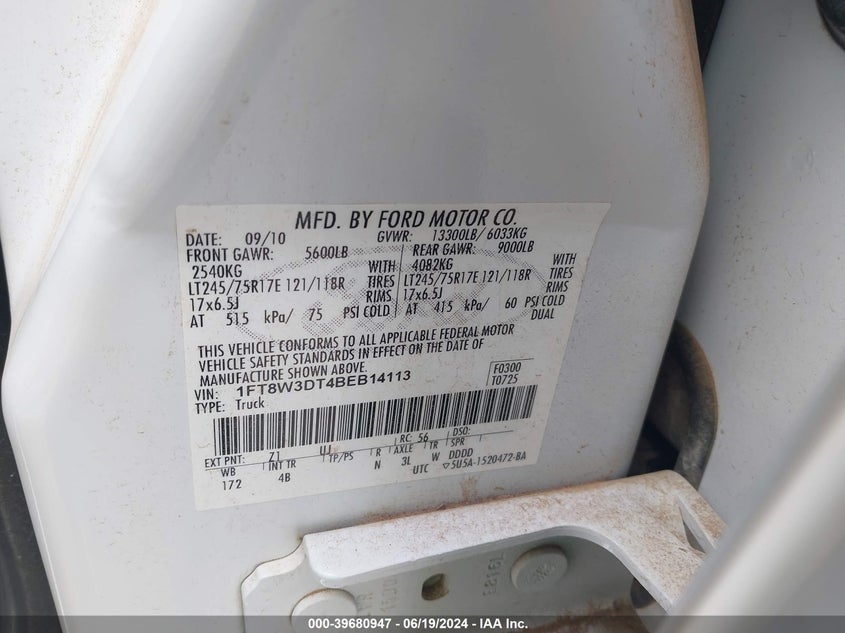 MFD. BY FORD MOTOR CO.
DATE: 09/10 GVWR: 13300LB/ 6033KG
FRONT GAWR: 5600LB REAR GAWR: 9000LB
2540KG WITH 4082KG WITH
LT245/75R17E 121/118R TIRES LT245/75R17E 121/118R TIRES
17x6.5J RIMS 17x6.5J RIMS
AT 515 kPa/ 75 PSI COLD AT 415 kPa/ 60 PSI COLD
DUAL
THIS VEHICLE CONFORMS TO ALL APPLICABLE FEDERAL MOTOR
VEHICLE SAFETY STANDARDS IN EFFECT ON THE DATE OF
MANUFACTURE SHOWN ABOVE.
VIN: 1FT8W3DT4BEB14113 F0300
TYPE: Truck T0725
EXT PNT: Z1 UJ RC: 56 DSO:
WB INT TR TP/PS R AXLE TR SPR
172 4B N 3L W DDDD
UTC ▽5U5A-1520472-BA
000-39680947 - 06/19/2024 - IAA Inc.